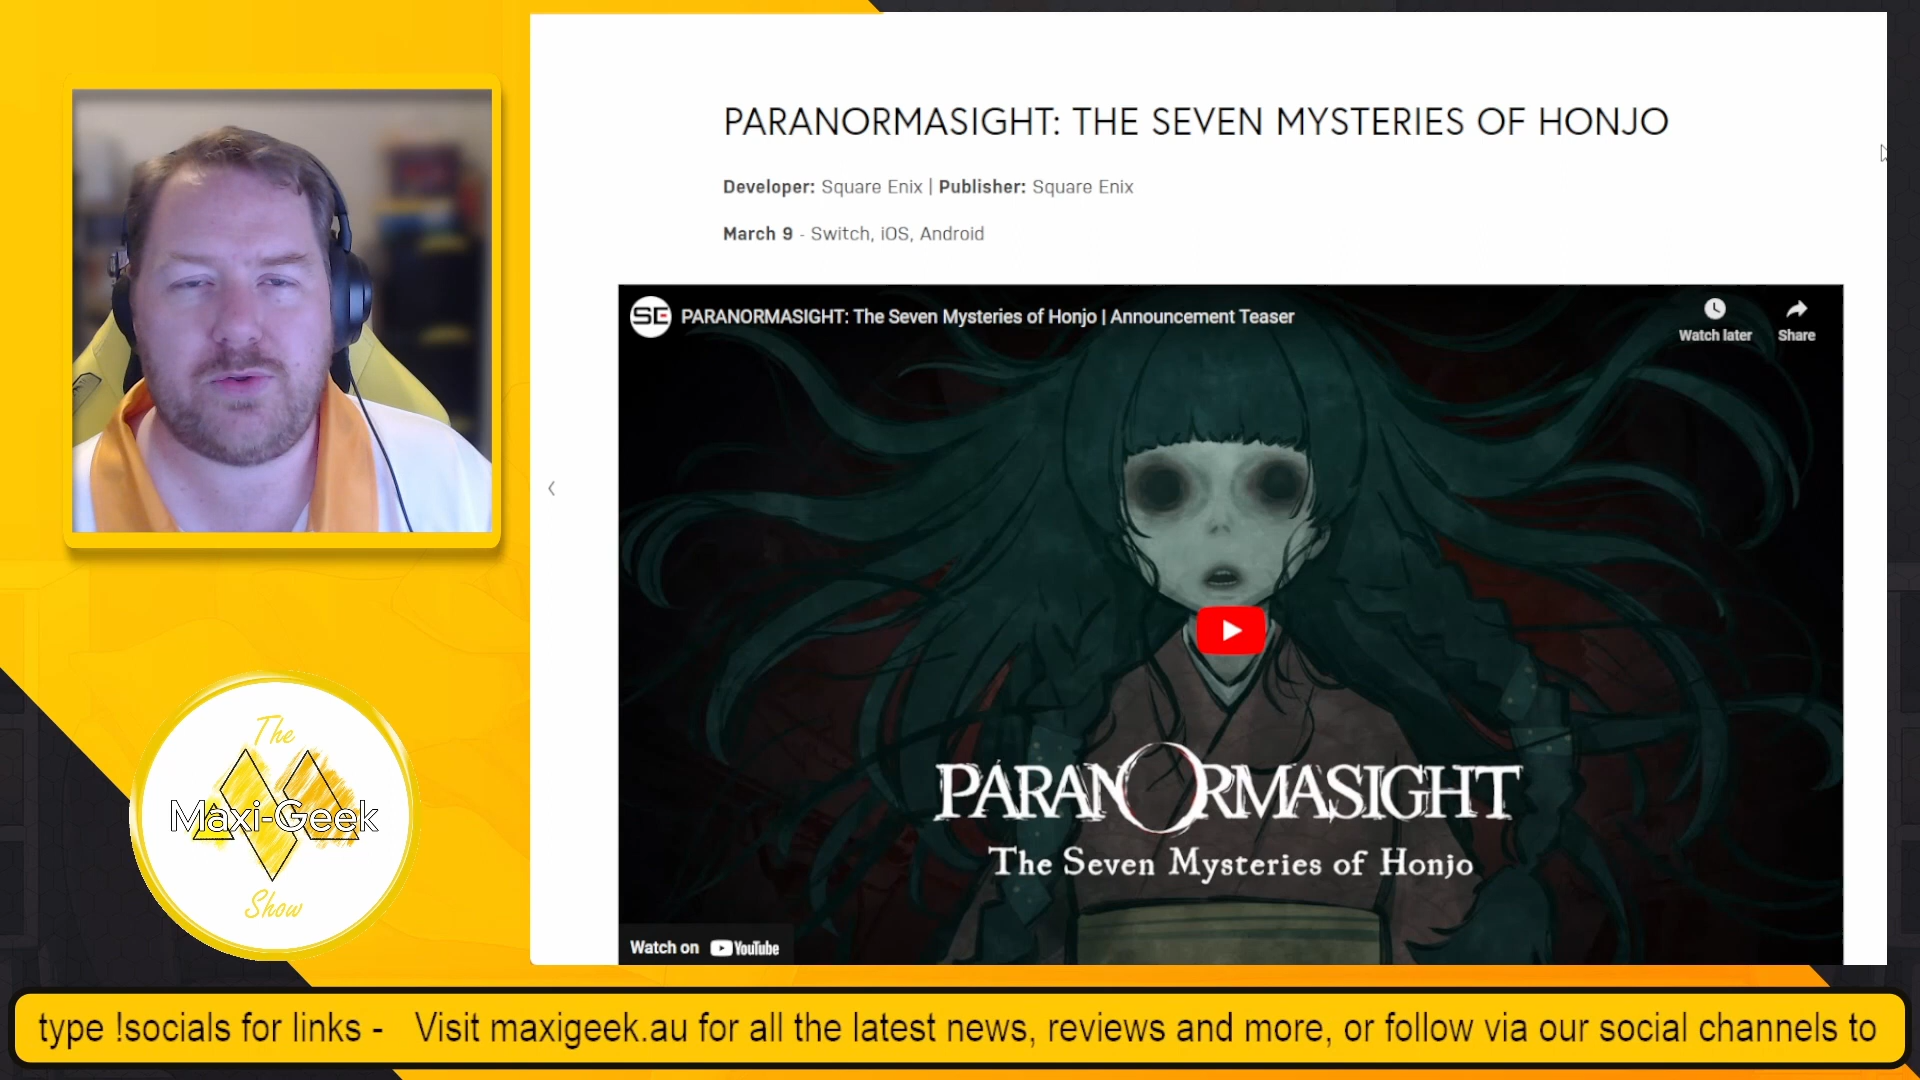 PARANORMASIGHT: THE SEVEN MYSTERIES OF HONJO
Developer: Square Enix | Publisher: Square Enix
March 9 - Switch, iOS, Android
SE
PARANORMASIGHT: The Seven Mysteries of Honjo | Announcement Teaser
Watch later
Share
PARANORMASIGHT
The Seven Mysteries of Honjo
Watch on YouTube
The
Maxi-Geek
Show
type !socials for links - Visit maxigeek.au for all the latest news, reviews and more, or follow via our social channels to